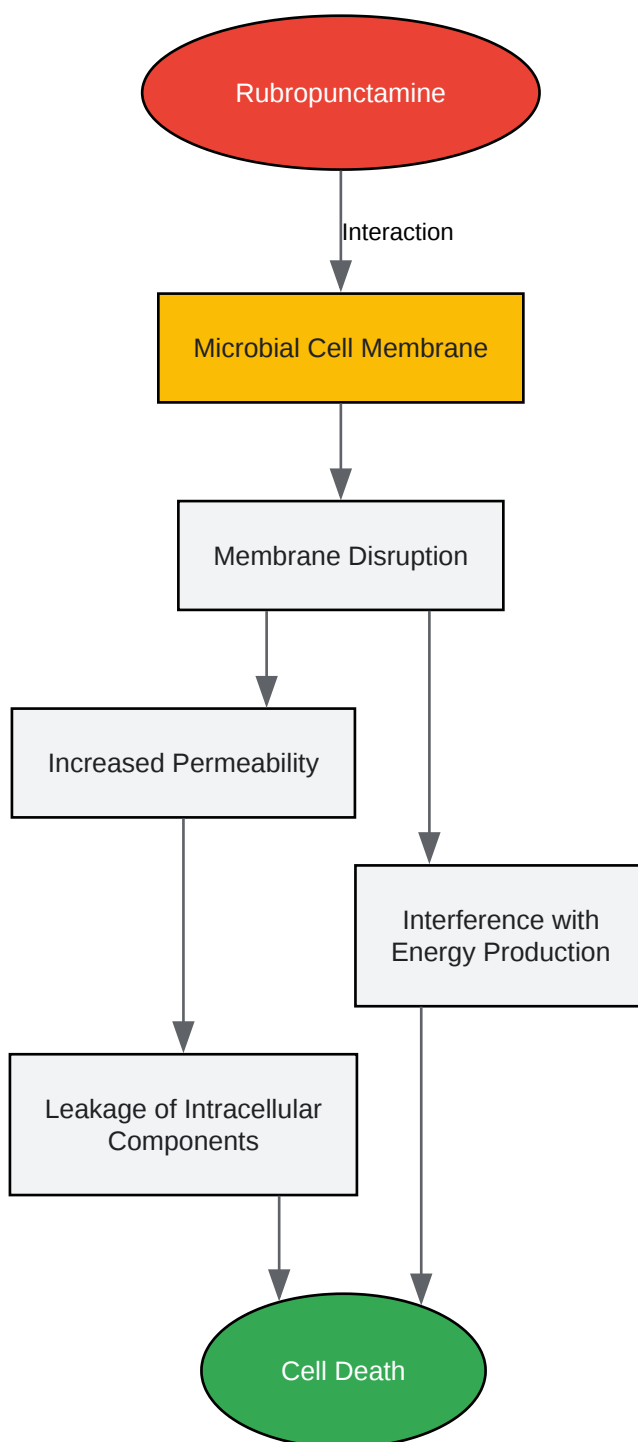 Rubropunctamine
Interaction
Microbial Cell Membrane
Membrane Disruption
Increased Permeability
Interference with
Energy Production
Leakage of Intracellular
Components
Cell Death